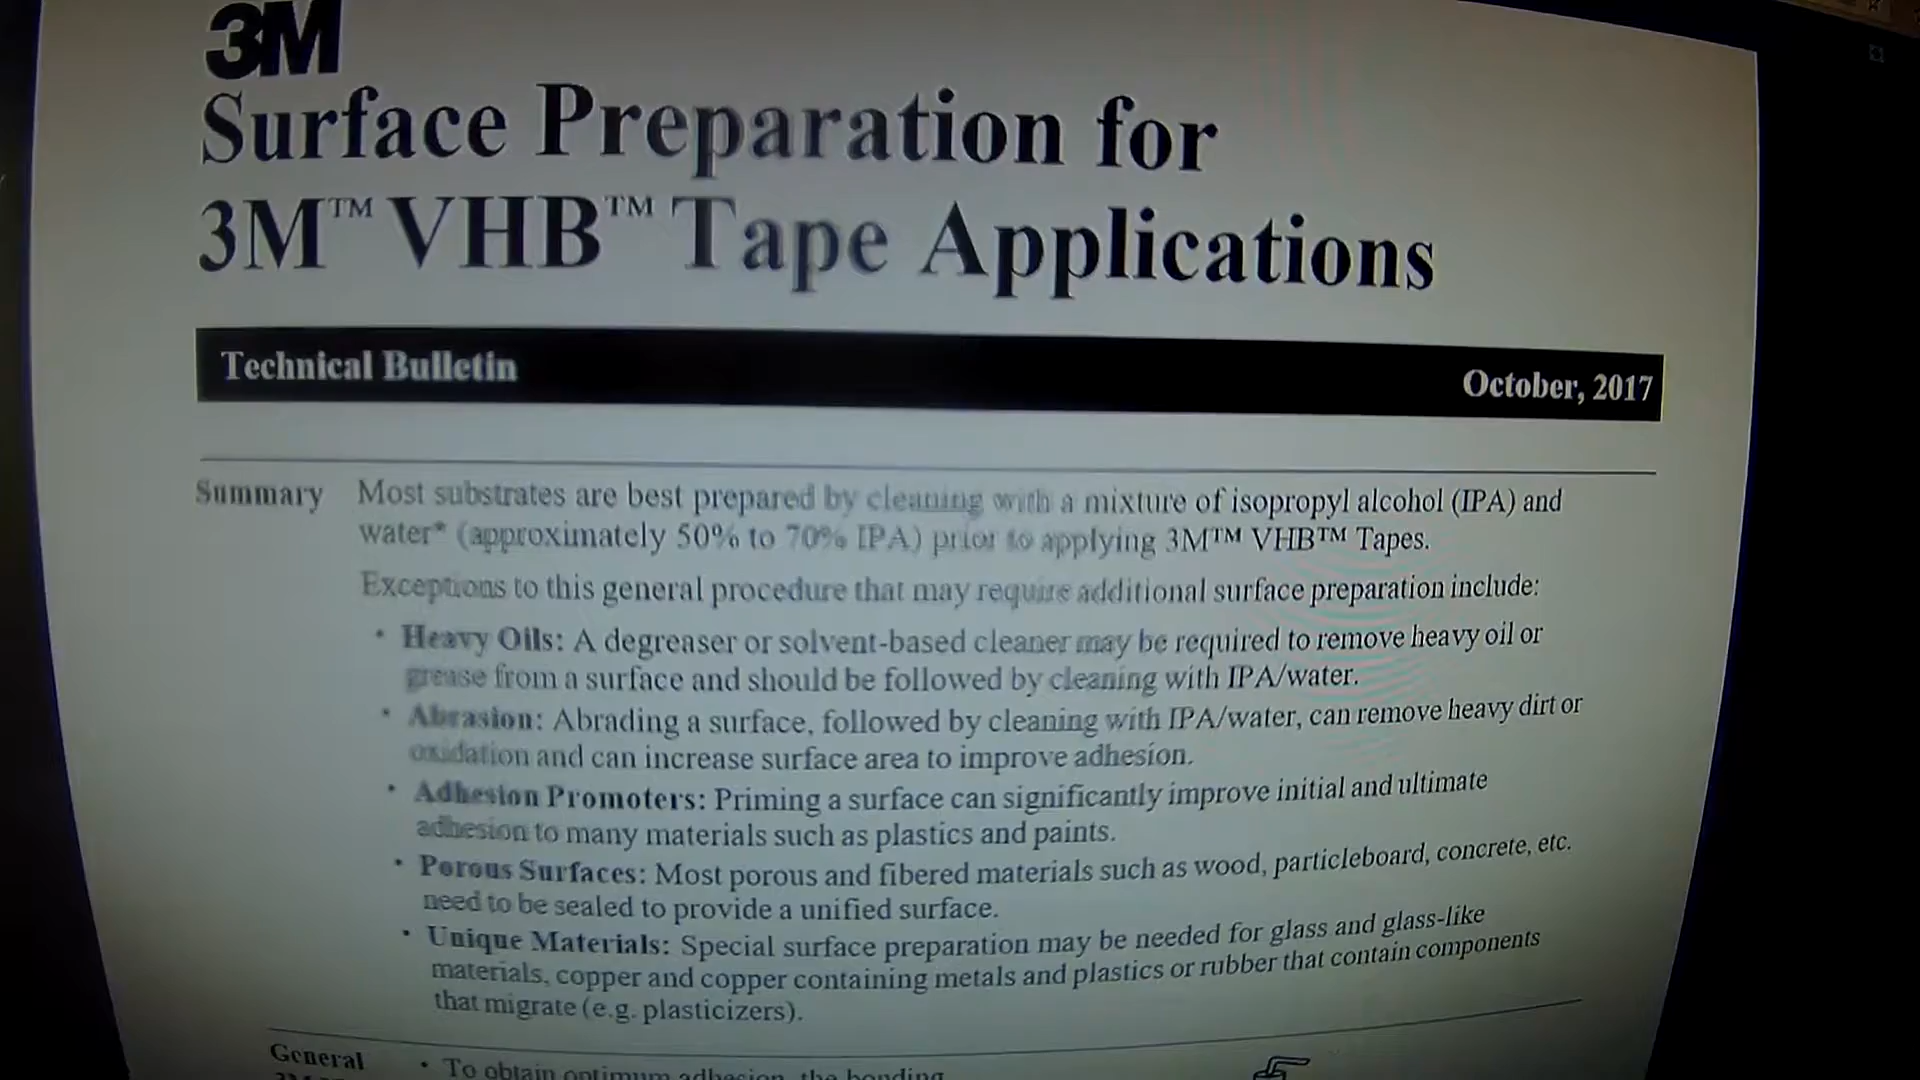 3M
Surface Preparation for
3M™ VHB™ Tape Applications
Technical Bulletin
October, 2017
Summary
Most substrates are best prepared by cleaning with a mixture of isopropyl alcohol (IPA) and
water* (approximately 50% to 70% IPA) prior to applying 3M™ VHB™ Tapes.
Exceptions to this general procedure that may require additional surface preparation include:
• Heavy Oils: A degreaser or solvent-based cleaner may be required to remove heavy oil or
grease from a surface and should be followed by cleaning with IPA/water.
• Abrasion: Abrading a surface, followed by cleaning with IPA/water, can remove heavy dirt or
oxidation and can increase surface area to improve adhesion.
• Adhesion Promoters: Priming a surface can significantly improve initial and ultimate
adhesion to many materials such as plastics and paints.
• Porous Surfaces: Most porous and fibered materials such as wood, particleboard, concrete, etc.
need to be sealed to provide a unified surface.
• Unique Materials: Special surface preparation may be needed for glass and glass-like
materials, copper and copper containing metals and plastics or rubber that contain components
that migrate (e.g. plasticizers).
General
• To obtain optimum adhesion, the bonding